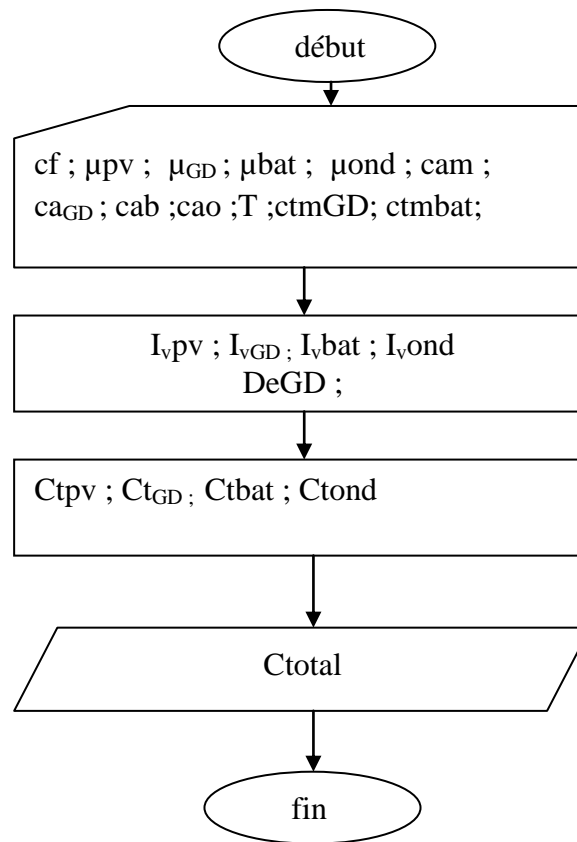 début
cf ; µpv ; µGD ; µbat ; µond ; cam ;
caGD ; cab ;cao ;T ;ctmGD; ctmbat;
Ivpv ; IvGD ; Ivbat ; Ivond
DeGD ;
Ctpv ; CtGD ; Ctbat ; Ctond
Ctotal
fin